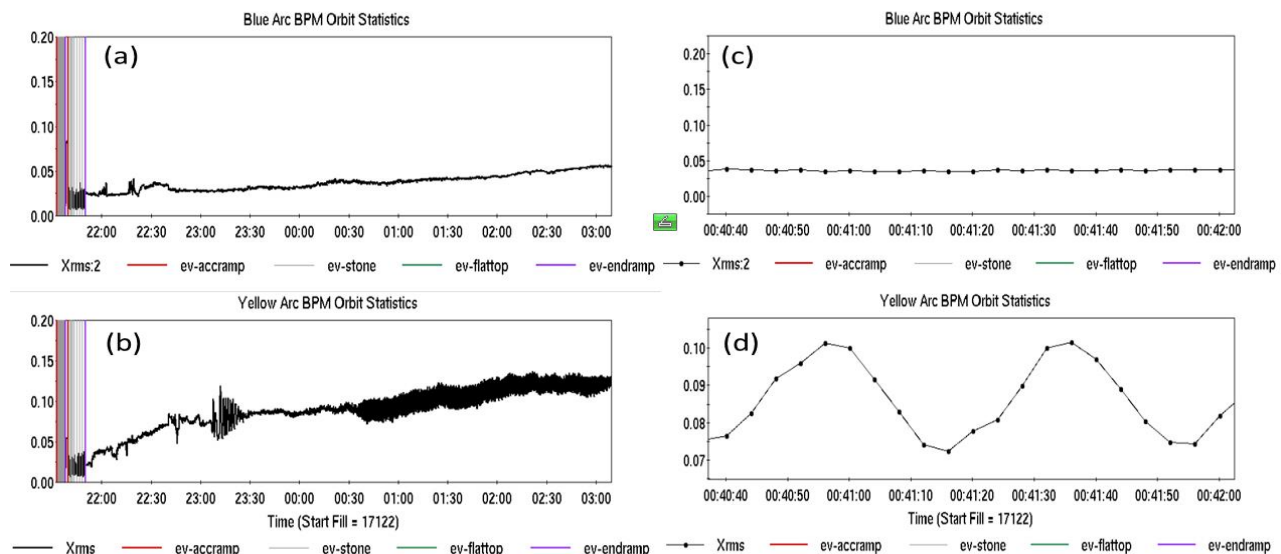 Blue Arc BPM Orbit Statistics
(a)
0.20
0.15
0.10
0.05
0.00
22:00 22:30 23:00 23:30 00:00 00:30 01:00 01:30 02:00 02:30 03:00
Xrms:2 ev-accramp ev-stone ev-flattop ev-endramp
Yellow Arc BPM Orbit Statistics
(b)
0.20
0.15
0.10
0.05
0.00
22:00 22:30 23:00 23:30 00:00 00:30 01:00 01:30 02:00 02:30 03:00
Time (Start Fill = 17122)
Xrms ev-accramp ev-stone ev-flattop ev-endramp
Blue Arc BPM Orbit Statistics
(c)
0.20
0.15
0.10
0.05
0.00
00:40:40 00:40:50 00:41:00 00:41:10 00:41:20 00:41:30 00:41:40 00:41:50 00:42:00
Xrms:2 ev-accramp ev-stone ev-flattop ev-endramp
Yellow Arc BPM Orbit Statistics
(d)
0.10
0.09
0.08
0.07
00:40:40 00:40:50 00:41:00 00:41:10 00:41:20 00:41:30 00:41:40 00:41:50 00:42:00
Time (Start Fill = 17122)
Xrms ev-accramp ev-stone ev-flattop ev-endramp